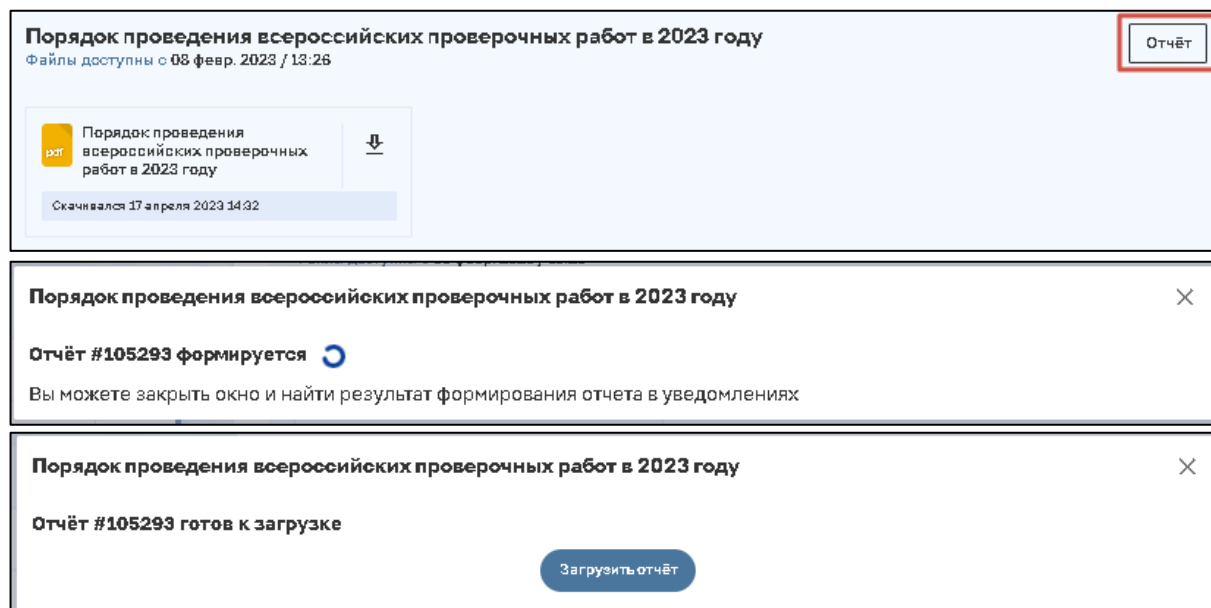 Порядок проведения всероссийских проверочных работ в 2023 году
Отчёт
Файлы доступны с 08 февр. 2023 / 13:26
pdf
Порядок проведения
всероссийских проверочных
работ в 2023 году
Скачивался 17 апреля 2023 14:32
Порядок проведения всероссийских проверочных работ в 2023 году
Отчёт #105293 формируется
Вы можете закрыть окно и найти результат формирования отчета в уведомлениях
Порядок проведения всероссийских проверочных работ в 2023 году
Отчёт #105293 готов к загрузке
Загрузить отчёт